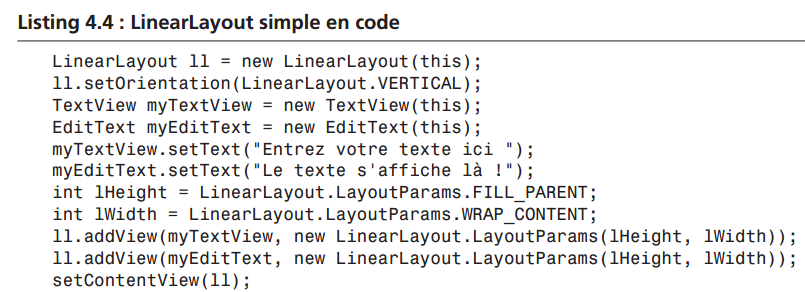 Listing 4.4 : LinearLayout simple en code
LinearLayout ll = new LinearLayout(this);
ll.setOrientation(LinearLayout.VERTICAL);
TextView myTextView = new TextView(this);
EditText myEditText = new EditText(this);
myTextView.setText("Entrez votre texte ici ");
myEditText.setText("Le texte s'affiche là !");
int lHeight = LinearLayout.LayoutParams.FILL_PARENT;
int lWidth = LinearLayout.LayoutParams.WRAP_CONTENT;
ll.addView(myTextView, new LinearLayout.LayoutParams(lHeight, lWidth));
ll.addView(myEditText, new LinearLayout.LayoutParams(lHeight, lWidth));
setContentView(ll);